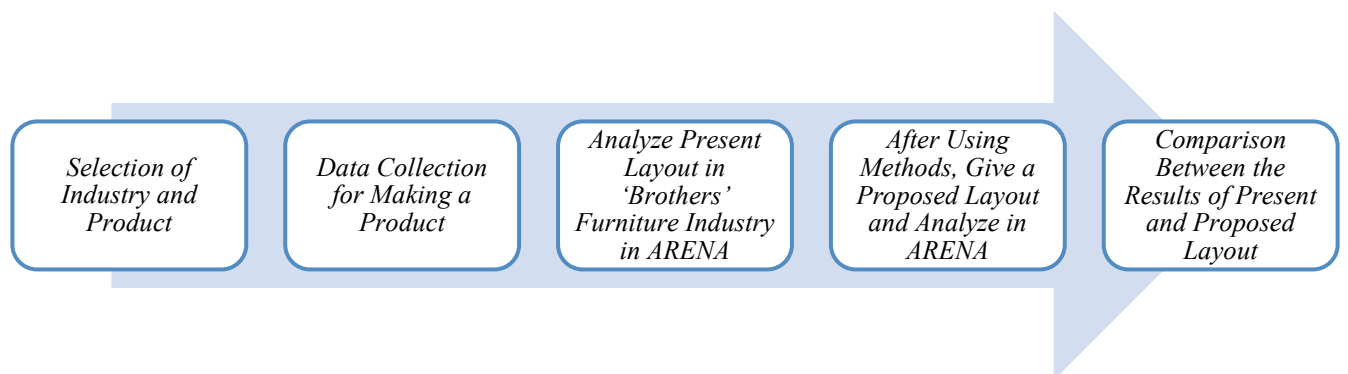 Selection of
Industry and
Product
Data Collection
for Making a
Product
Analyze Present
Layout in
‘Brothers’
Furniture Industry
in ARENA
After Using
Methods, Give a
Proposed Layout
and Analyze in
ARENA
Comparison
Between the
Results of Present
and Proposed
Layout